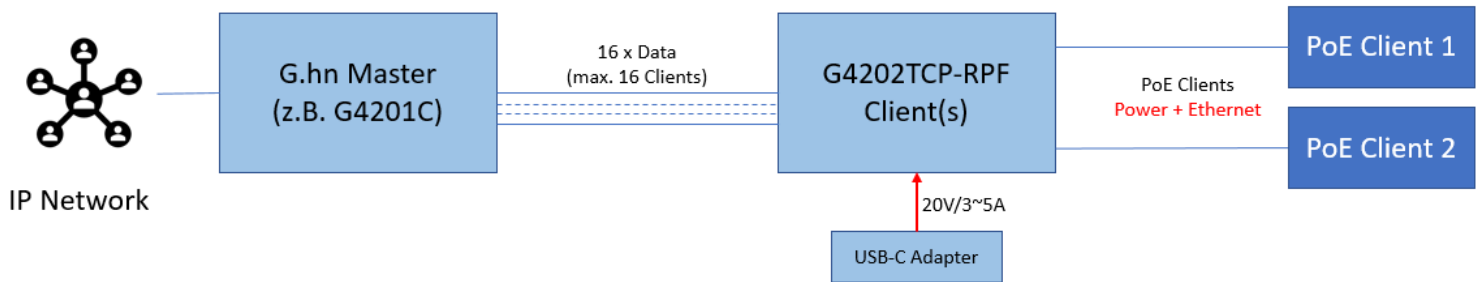 IP Network
G.hn Master
(z.B. G4201C)
16 x Data
(max. 16 Clients)
G4202TCP-RPF
Client(s)
20V/3~5A
USB-C Adapter
PoE Clients
Power + Ethernet
PoE Client 1
PoE Client 2